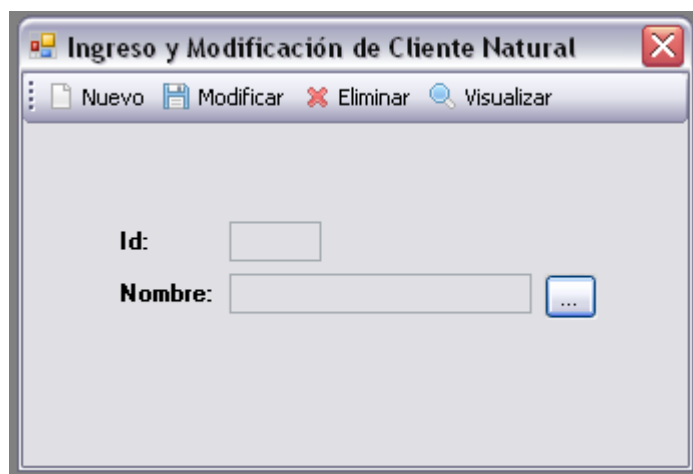 Ingreso y Modificación de Cliente Natural
Nuevo Modificar Eliminar Visualizar
Id:
Nombre: ...